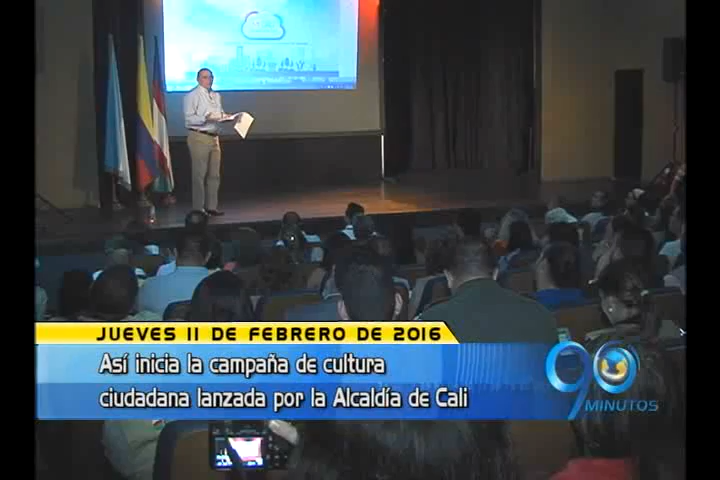 JUEVES 11 DE FEBRERO DE 2016
Así inicia la campaña de cultura
ciudadana lanzada por la Alcaldía de Cali
90
MINUTOS